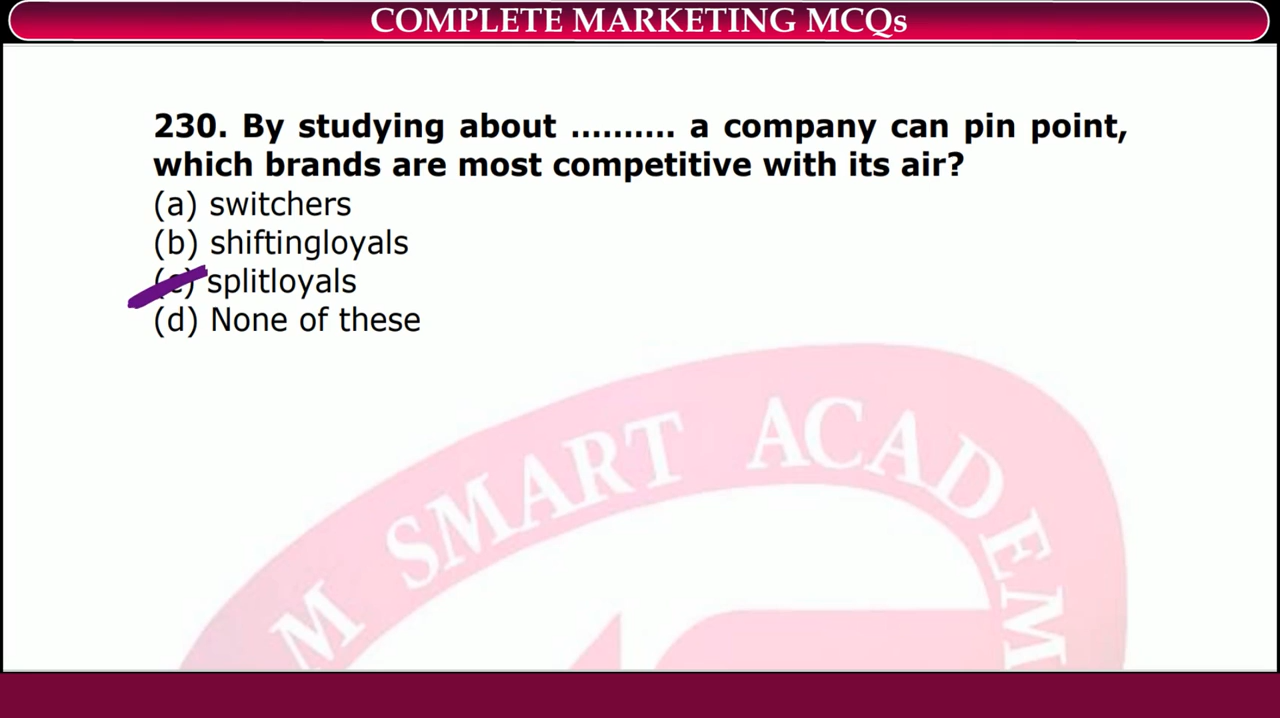 COMPLETE MARKETING MCQs
230. By studying about .......... a company can pin point,
which brands are most competitive with its air?
(a) switchers
(b) shiftingloyals
(c) splitloyals
(d) None of these
M SMART ACADEM